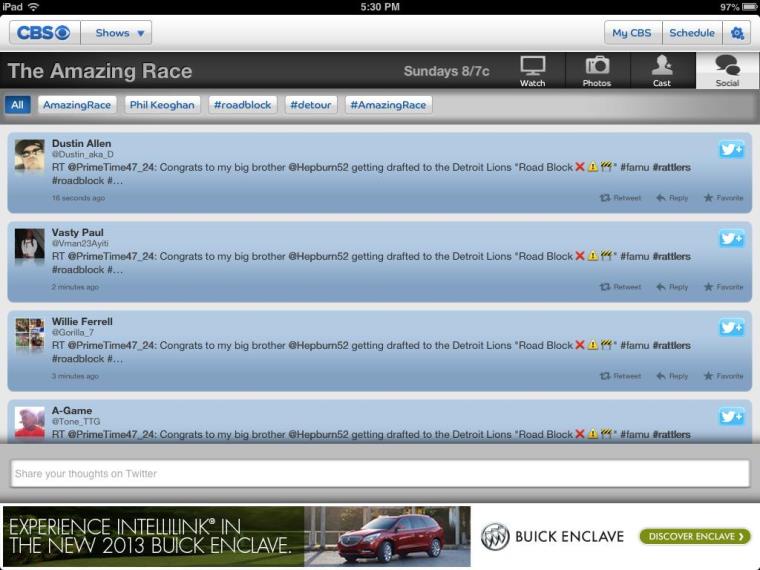 iPad 5:30 PM 97%
CBS Shows My CBS Schedule
The Amazing Race Sundays 8/7c Watch Photos Cast Social
All AmazingRace Phil Keoghan #roadblock #detour #AmazingRace
Dustin Allen
@Dustin_aka_D
RT @PrimeTime47_24: Congrats to my big brother @Hepburn52 getting drafted to the Detroit Lions "Road Block❌⚠🚧" #famu #rattlers
#roadblock #…
16 seconds ago Retweet Reply Favorite
Vasty Paul
@Vman23Ayiti
RT @PrimeTime47_24: Congrats to my big brother @Hepburn52 getting drafted to the Detroit Lions "Road Block❌⚠🚧" #famu #rattlers
#roadblock #…
2 minutes ago Retweet Reply Favorite
Willie Ferrell
@Gorilla_7
RT @PrimeTime47_24: Congrats to my big brother @Hepburn52 getting drafted to the Detroit Lions "Road Block❌⚠🚧" #famu #rattlers
#roadblock #…
3 minutes ago Retweet Reply Favorite
A-Game
@Tone_TTG
RT @PrimeTime47_24: Congrats to my big brother @Hepburn52 getting drafted to the Detroit Lions "Road Block❌⚠🚧" #famu #rattlers
Share your thoughts on Twitter
EXPERIENCE INTELLILINK® IN
THE NEW 2013 BUICK ENCLAVE.
BUICK ENCLAVE DISCOVER ENCLAVE